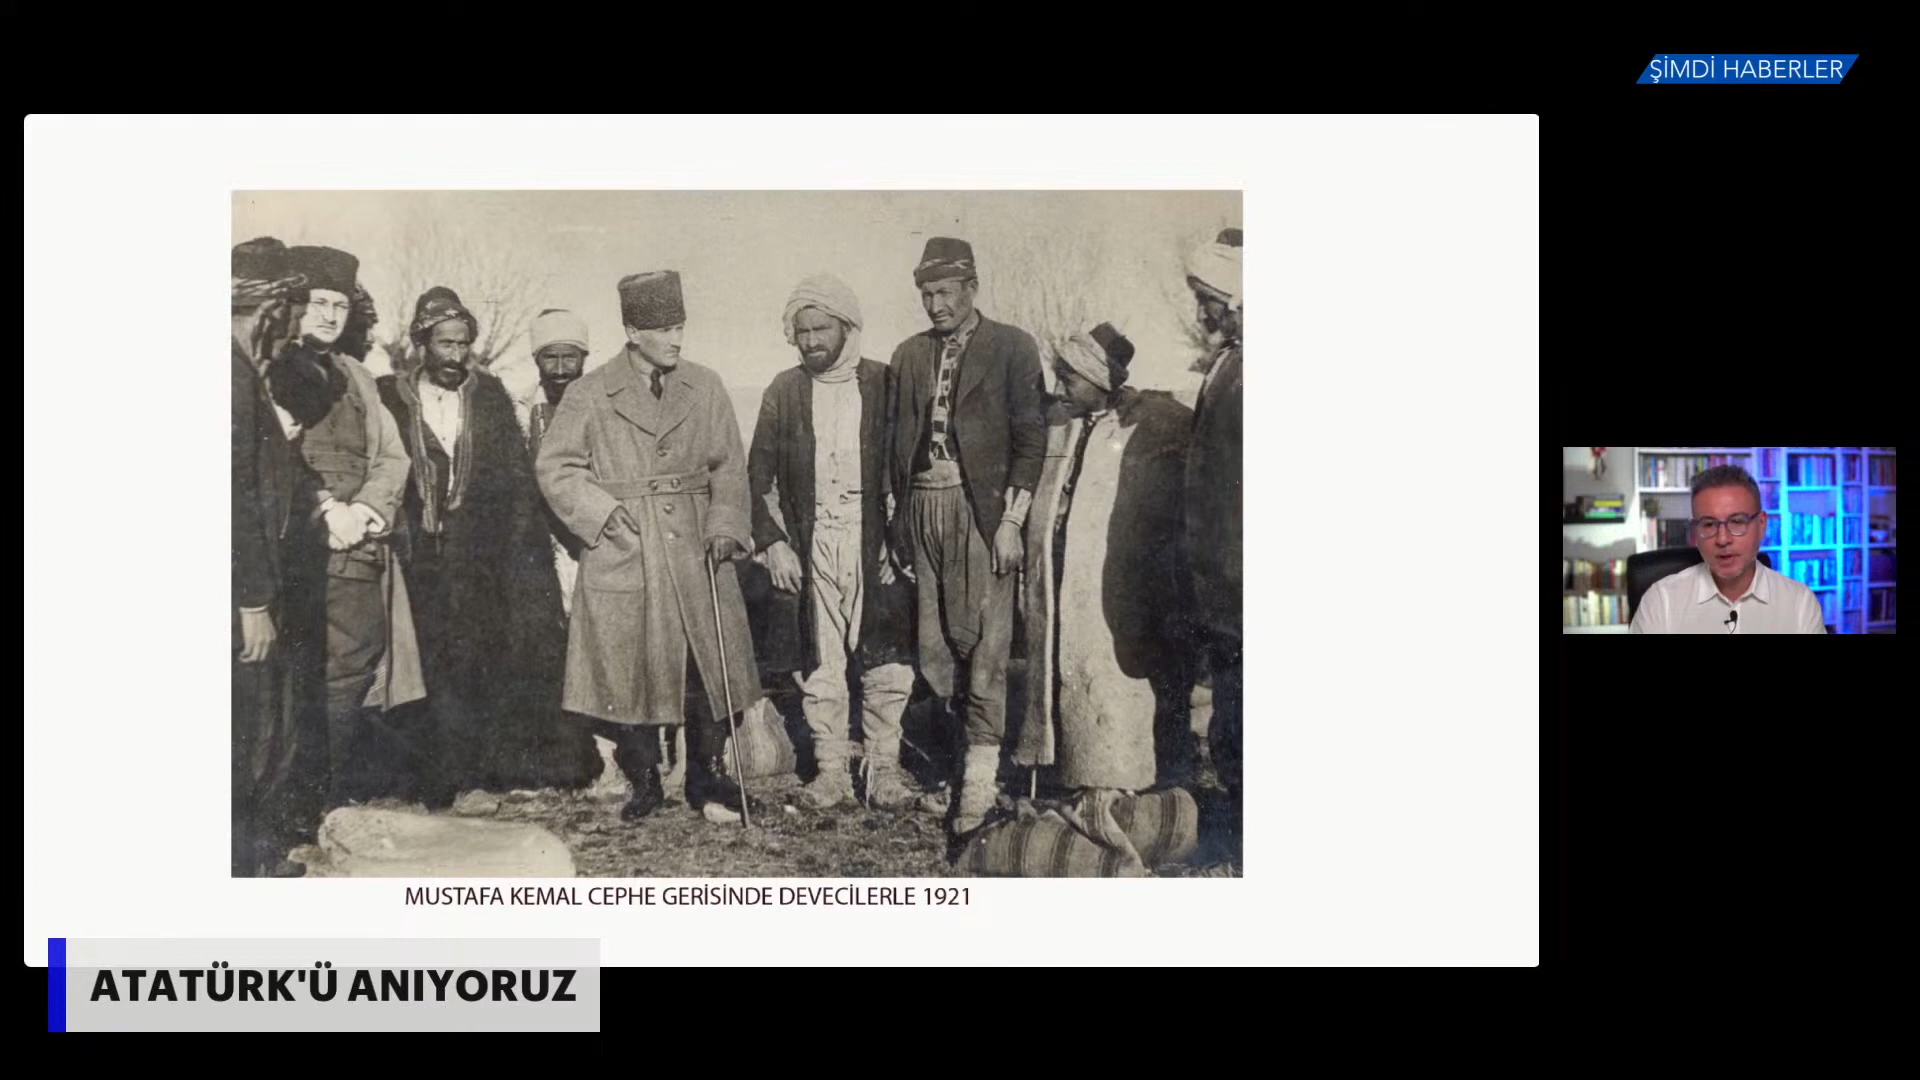 ŞİMDİ HABERLER
MUSTAFA KEMAL CEPHE GERİSİNDE DEVECİLERLE 1921
ATATÜRK'Ü ANIYORUZ